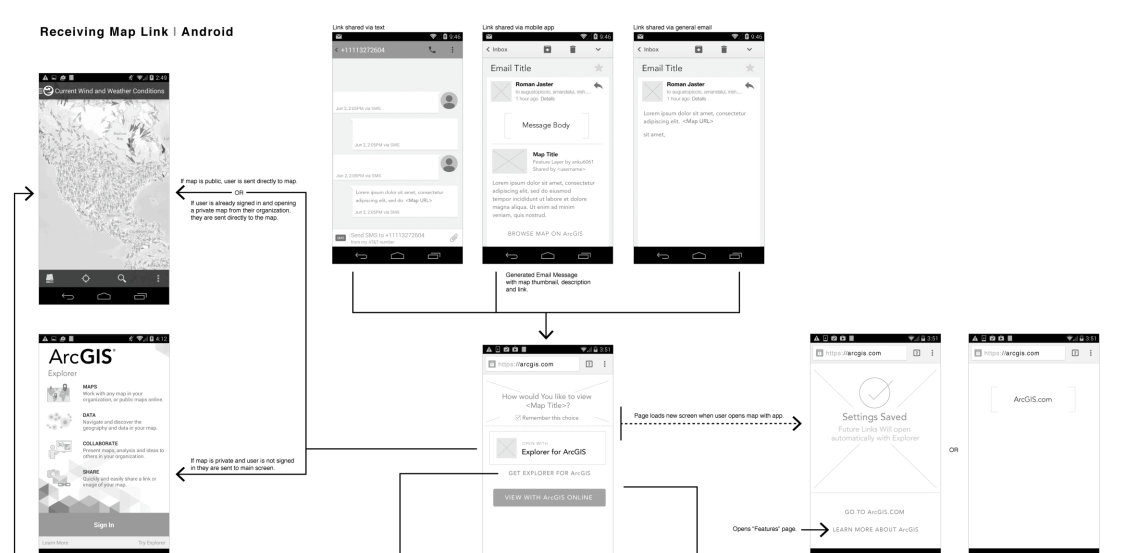 Receiving Map Link | Android
Link shared via text
9:46
< +11113272604
Jun 2, 2:05PM via SMS
Jun 2, 2:05PM via SMS
Jun 2, 2:05PM via SMS
Lorem ipsum dolor sit amet, consectetur
adipiscing elit, sed do <Map URL>
Jun 2, 2:05PM via SMS
SMS
Send SMS to +11113272604
from my AT&T number
Link shared via mobile app
9:46
< Inbox
Email Title
Roman Jaster
1 hour ago. Details
Message Body
Map Title
Shared by <username>
Lorem ipsum dolor sit amet, consectetur
adipiscing elit, sed do eiusmod
tempor incididunt ut labore et dolore
magna aliqua. Ut enim ad minim
veniam, quis nostrud.
BROWSE MAP ON ArcGIS
Generated Email Message
with map thumbnail, description
and link.
Link shared via general email
9:46
< Inbox
Email Title
Roman Jaster
1 hour ago. Details
Lorem ipsum dolor sit amet, consectetur
adipiscing elit. <Map URL>
sit amet,
2:49
Current Wind and Weather Conditions
If map is public, user is sent directly to map.
OR
If user is already signed in and opening
a private map from their organization,
they are sent directly to the map.
4:12
ArcGIS
Explorer
MAPS
Work with any map in your
organization, or public maps online.
DATA
Navigate and discover the
geography and data in your map.
COLLABORATE
Present maps, analysis and ideas to
others in your organization.
SHARE
Quickly and easily share a link or
image of your map.
Sign In
Learn More
Try Explorer
If map is private and user is not signed
in they are sent to main screen.
3:51
https://arcgis.com
How would You like to view
<Map Title>?
Remember this choice
OPEN WITH
Explorer for ArcGIS
GET EXPLORER FOR ArcGIS
VIEW WITH ArcGIS ONLINE
Page loads new screen when user opens map with app.
3:51
https://arcgis.com
Settings Saved
Future Links Will open
automatically with Explorer
GO TO ArcGIS.COM
LEARN MORE ABOUT ArcGIS
Opens "Features" page.
OR
3:51
https://arcgis.com
ArcGIS.com